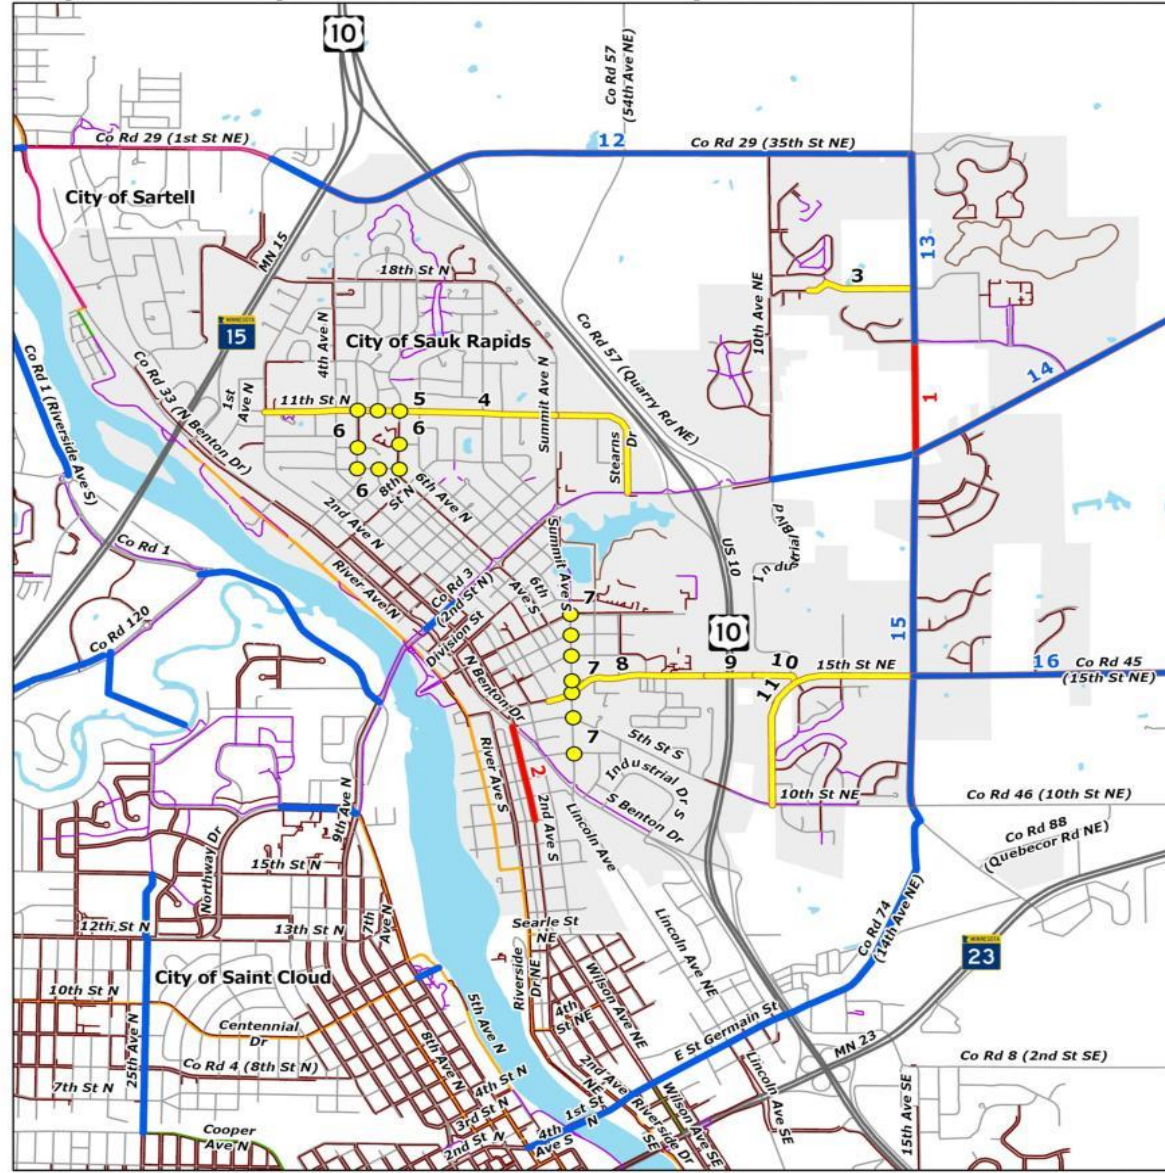 10
Co Rd 57
(54th Ave NE)
Co Rd 29 (1st St NE)
12
Co Rd 29 (35th St NE)
City of Sartell
MN 15
13
18th St N
3
15
MINNESOTA
4th Ave N
City of Sauk Rapids
10th Ave NE
Co Rd 57 (Quarry Rd NE)
Co Rd 1 (Riverside Ave S)
Co Rd 33 (N Benton Dr)
1st
Ave N
11th St N
5
4
Summit Ave N
14
1
6
6
Stearns
Dr
6
8th
St N
6th Ave N
2nd Ave N
Industrial Blvd
Co Rd 1
Summit Ave S
US 10
River Ave N
Co Rd 3
(2nd St N)
6th
Ave S
Co Rd 120
Division St
7
10
15
N Benton Dr
7
8
9
10
15th St NE
16
Co Rd 45
(15th St NE)
11
7
River Ave S
2
5th St S
Industrial Dr
S
2nd Ave S
S Benton Dr
10th St NE
Co Rd 46 (10th St NE)
9th Ave N
Northway Dr
Lincoln Ave
Co Rd 88
(Quebecor Rd NE)
15th St N
7th
Ave N
12th St N
13th St N
Searle St
NE
Lincoln Ave NE
Co Rd 74
(14th Ave NE)
MINNESOTA
23
City of Saint Cloud
10th St N
Centennial
Dr
Riverside
Dr NE
Wilson Ave NE
4th
St NE
5th Ave N
25th Ave N
8th Ave N
E St Germain St
MN 23
Co Rd 4 (8th St N)
Co Rd 8 (2nd St SE)
7th St N
4th St N
3rd St N
2nd St N
2nd Ave
NE
1st St
N
4th
Ave S
Riverside Dr
SE
Wilson Ave SE
Lincoln Ave SE
15th Ave SE
Cooper
Ave N